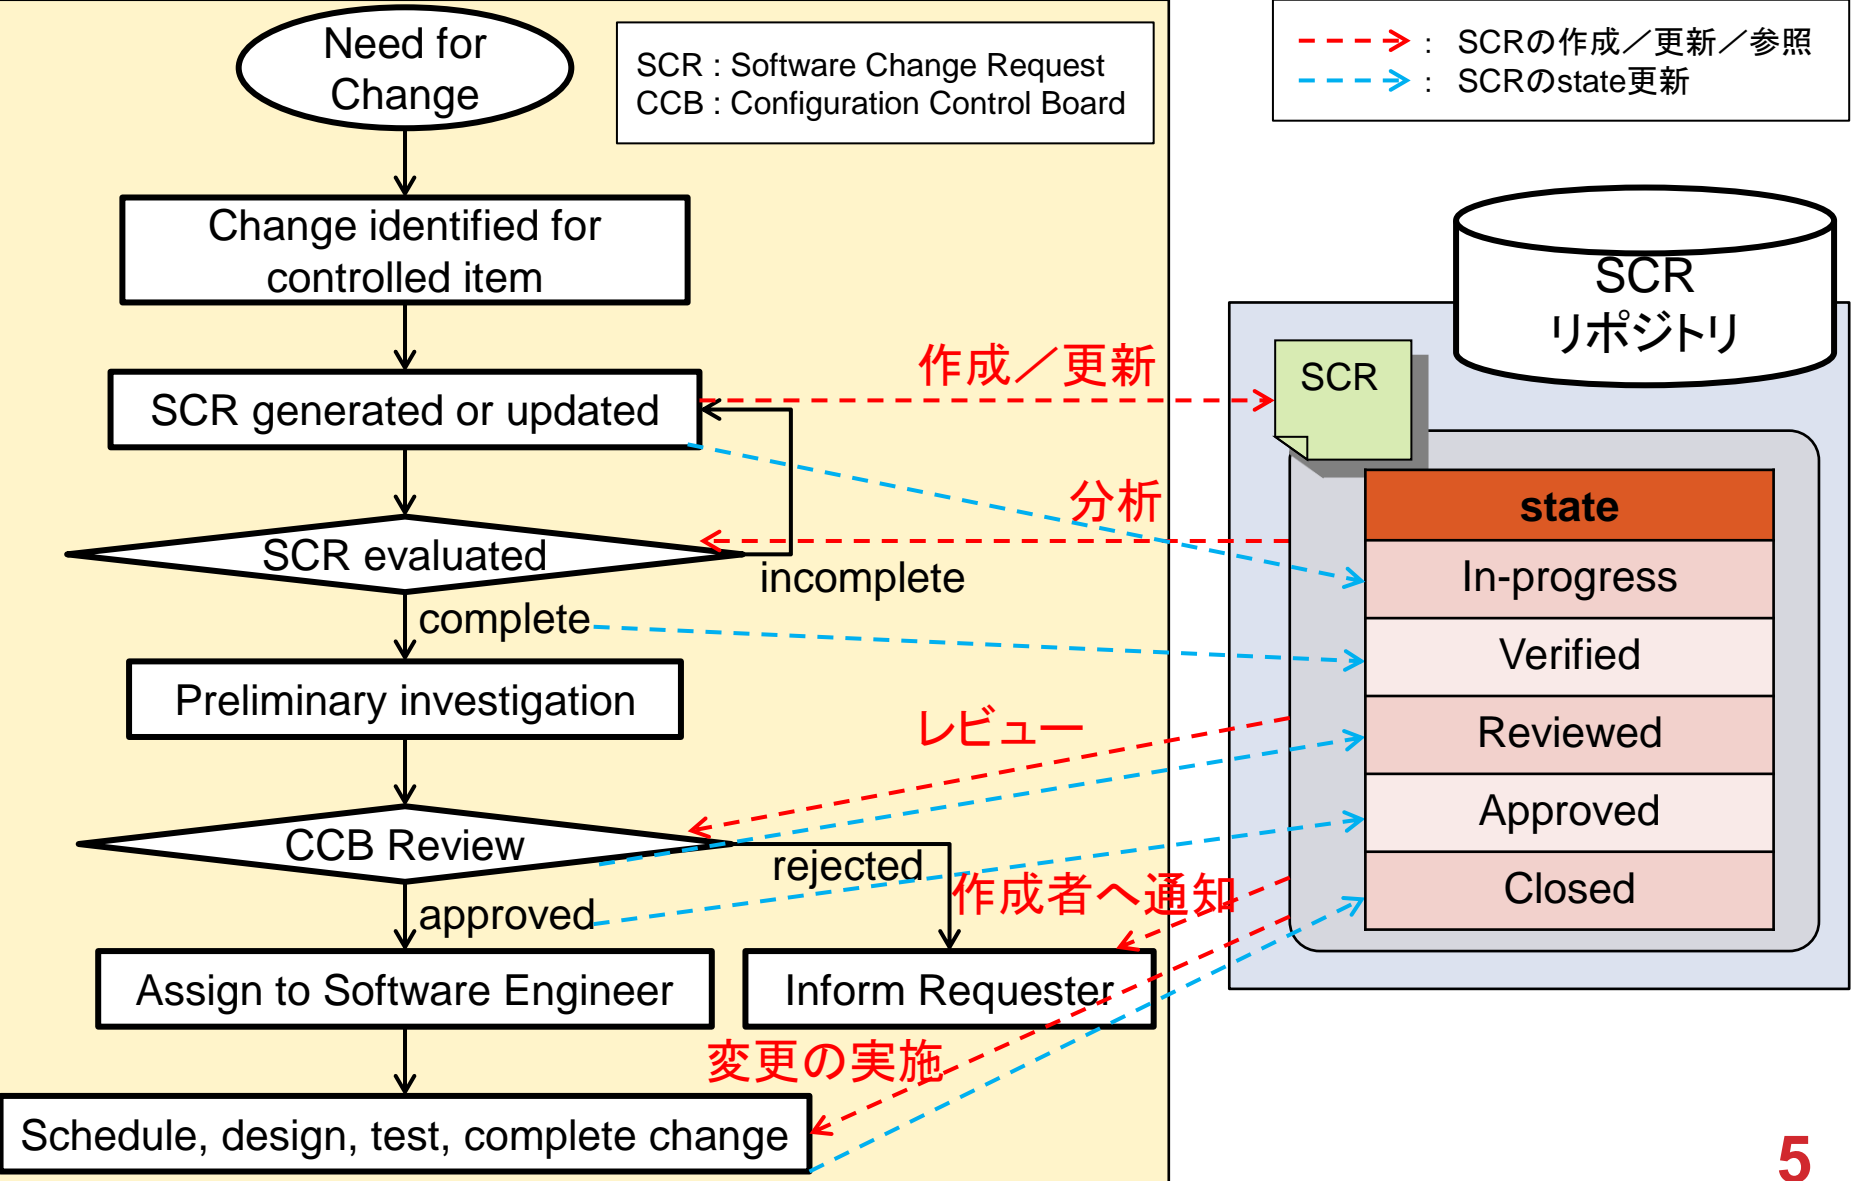 Need for
Change
SCR : Software Change Request
CCB : Configuration Control Board
: SCRの作成／更新／参照
: SCRのstate更新
Change identified for
controlled item
SCR
リポジトリ
作成／更新
SCR
SCR generated or updated
分析
state
SCR evaluated
incomplete
In-progress
complete
Verified
Preliminary investigation
レビュー
Reviewed
CCB Review
rejected
Approved
approved
作成者へ通知
Closed
Assign to Software Engineer
Inform Requester
変更の実施
Schedule, design, test, complete change
5